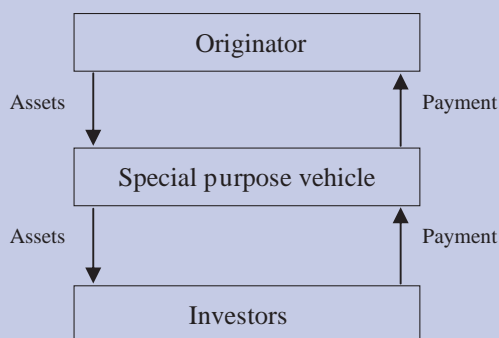 Originator
Assets
Payment
Special purpose vehicle
Assets
Payment
Investors